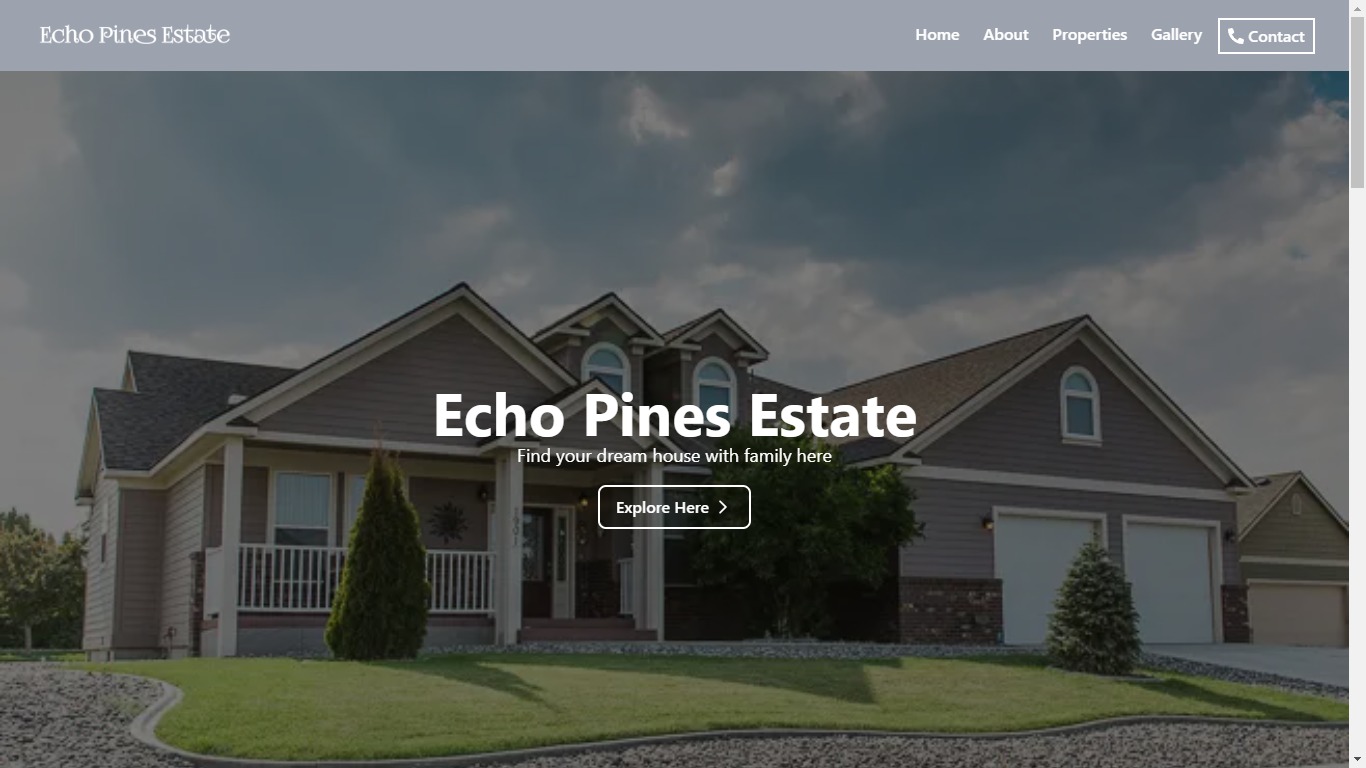 Echo Pines Estate
Home
About
Properties
Gallery
Contact
Echo Pines Estate
Find your dream house with family here
Explore Here